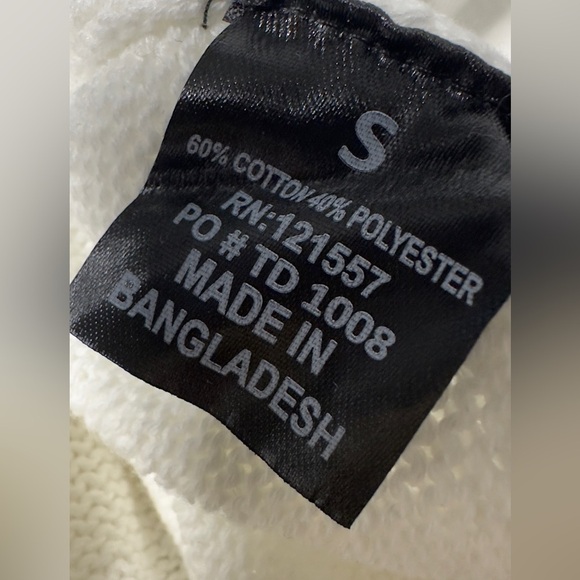 S
60% COTTON 40% POLYESTER
RN:121557
PO # TD 1008
MADE IN
BANGLADESH